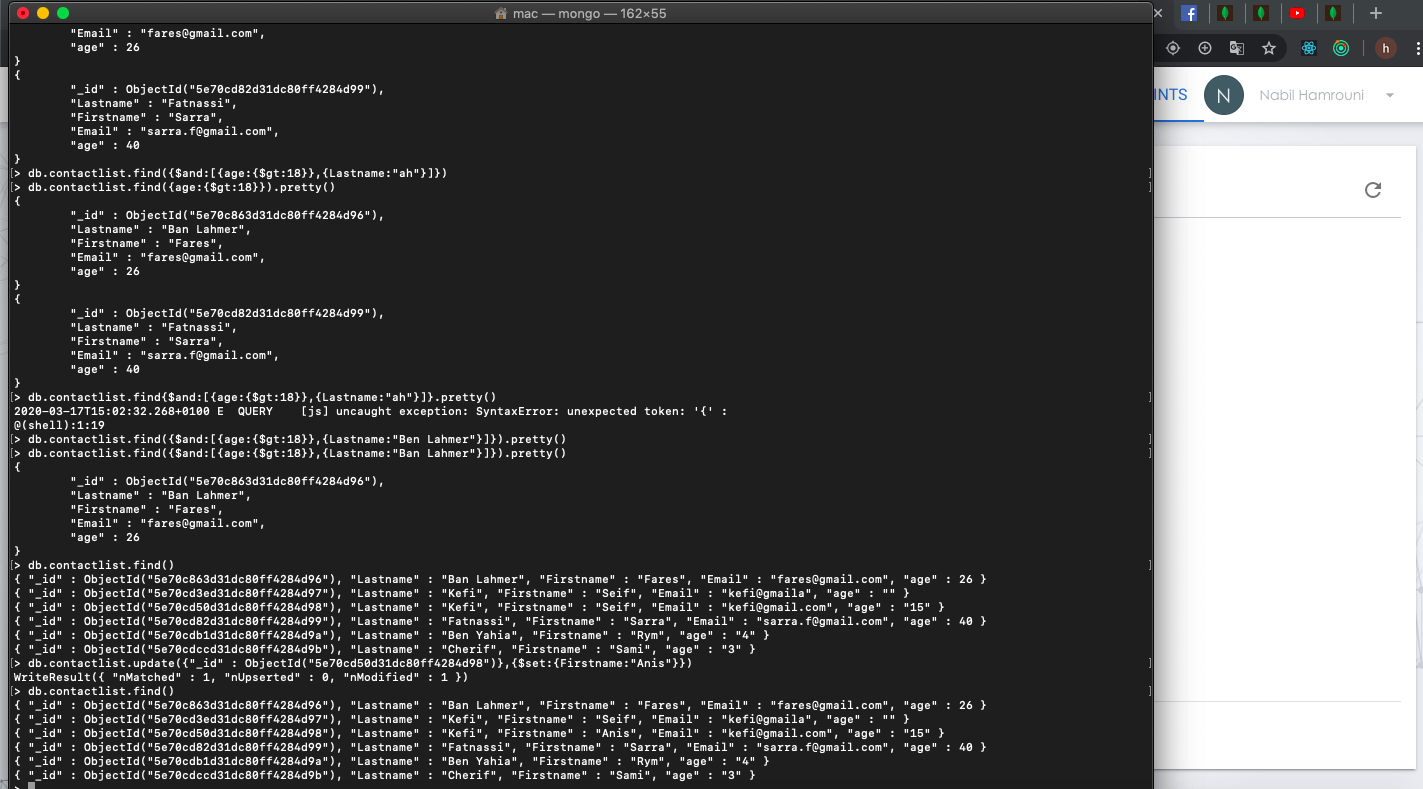 mac — mongo — 162×55
"Email" : "fares@gmail.com",
"age" : 26
}
{
"_id" : ObjectId("5e70cd82d31dc80ff4284d99"),
"Lastname" : "Fatnassi",
"Firstname" : "Sarra",
"Email" : "sarra.f@gmail.com",
"age" : 40
}
[> db.contactlist.find({$and:[{age:{$gt:18}},{Lastname:"ah"}]}) ]
[> db.contactlist.find({age:{$gt:18}}).pretty() ]
{
"_id" : ObjectId("5e70c863d31dc80ff4284d96"),
"Lastname" : "Ban Lahmer",
"Firstname" : "Fares",
"Email" : "fares@gmail.com",
"age" : 26
}
{
"_id" : ObjectId("5e70cd82d31dc80ff4284d99"),
"Lastname" : "Fatnassi",
"Firstname" : "Sarra",
"Email" : "sarra.f@gmail.com",
"age" : 40
}
[> db.contactlist.find{$and:[{age:{$gt:18}},{Lastname:"ah"}]}.pretty() ]
2020-03-17T15:02:32.268+0100 E  QUERY    [js] uncaught exception: SyntaxError: unexpected token: '{' :
@(shell):1:19
[> db.contactlist.find({$and:[{age:{$gt:18}},{Lastname:"Ben Lahmer"}]}).pretty() ]
[> db.contactlist.find({$and:[{age:{$gt:18}},{Lastname:"Ban Lahmer"}]}).pretty() ]
{
"_id" : ObjectId("5e70c863d31dc80ff4284d96"),
"Lastname" : "Ban Lahmer",
"Firstname" : "Fares",
"Email" : "fares@gmail.com",
"age" : 26
}
[> db.contactlist.find() ]
{ "_id" : ObjectId("5e70c863d31dc80ff4284d96"), "Lastname" : "Ban Lahmer", "Firstname" : "Fares", "Email" : "fares@gmail.com", "age" : 26 }
{ "_id" : ObjectId("5e70cd3ed31dc80ff4284d97"), "Lastname" : "Kefi", "Firstname" : "Seif", "Email" : "kefi@gmaila", "age" : "" }
{ "_id" : ObjectId("5e70cd50d31dc80ff4284d98"), "Lastname" : "Kefi", "Firstname" : "Seif", "Email" : "kefi@gmail.com", "age" : "15" }
{ "_id" : ObjectId("5e70cd82d31dc80ff4284d99"), "Lastname" : "Fatnassi", "Firstname" : "Sarra", "Email" : "sarra.f@gmail.com", "age" : 40 }
{ "_id" : ObjectId("5e70cdb1d31dc80ff4284d9a"), "Lastname" : "Ben Yahia", "Firstname" : "Rym", "age" : "4" }
{ "_id" : ObjectId("5e70cdccd31dc80ff4284d9b"), "Lastname" : "Cherif", "Firstname" : "Sami", "age" : "3" }
[> db.contactlist.update({"_id" : ObjectId("5e70cd50d31dc80ff4284d98")},{$set:{Firstname:"Anis"}}) ]
WriteResult({ "nMatched" : 1, "nUpserted" : 0, "nModified" : 1 })
[> db.contactlist.find() ]
{ "_id" : ObjectId("5e70c863d31dc80ff4284d96"), "Lastname" : "Ban Lahmer", "Firstname" : "Fares", "Email" : "fares@gmail.com", "age" : 26 }
{ "_id" : ObjectId("5e70cd3ed31dc80ff4284d97"), "Lastname" : "Kefi", "Firstname" : "Seif", "Email" : "kefi@gmaila", "age" : "" }
{ "_id" : ObjectId("5e70cd50d31dc80ff4284d98"), "Lastname" : "Kefi", "Firstname" : "Anis", "Email" : "kefi@gmail.com", "age" : "15" }
{ "_id" : ObjectId("5e70cd82d31dc80ff4284d99"), "Lastname" : "Fatnassi", "Firstname" : "Sarra", "Email" : "sarra.f@gmail.com", "age" : 40 }
{ "_id" : ObjectId("5e70cdb1d31dc80ff4284d9a"), "Lastname" : "Ben Yahia", "Firstname" : "Rym", "age" : "4" }
{ "_id" : ObjectId("5e70cdccd31dc80ff4284d9b"), "Lastname" : "Cherif", "Firstname" : "Sami", "age" : "3" }
>
h
INTS
N
Nabil Hamrouni